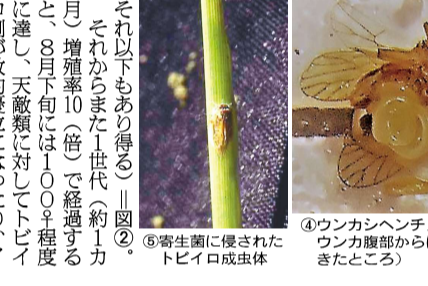 ④ウンカシヘンチ
ウンカ腹部から
きたところ）
⑤寄生菌に侵された
トビイロ成虫体
それ以下もあり得る）＝図②。
それからまた１世代（約１カ
月）増殖率10（倍）で経過する
と、８月下旬には１００♀程度
に達し、天敵類に対してトビイ